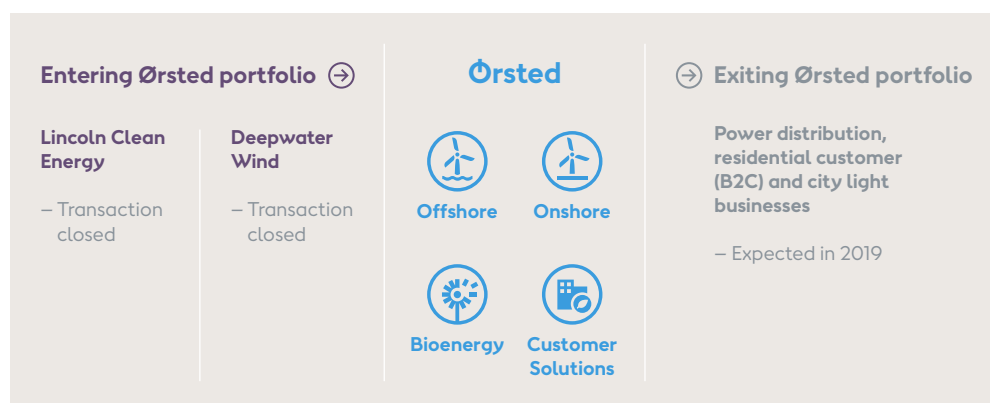 Entering Ørsted portfolio
Lincoln Clean
Energy
– Transaction
closed
Deepwater
Wind
– Transaction
closed
Ørsted
Offshore
Onshore
Bioenergy
Customer
Solutions
Exiting Ørsted portfolio
Power distribution,
residential customer
(B2C) and city light
businesses
– Expected in 2019